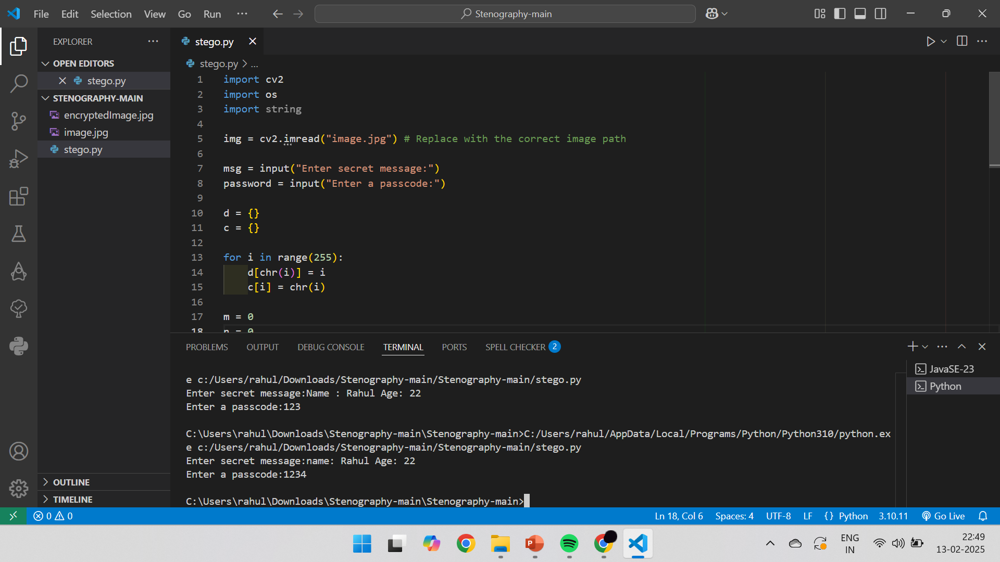 File Edit Selection View Go Run ... Stenography-main
EXPLORER ...
OPEN EDITORS
stego.py
STENOGRAPHY-MAIN
encryptedImage.jpg
image.jpg
stego.py
OUTLINE
TIMELINE
stego.py
stego.py > ...
1 import cv2
2 import os
3 import string
4
5 img = cv2.imread("image.jpg") # Replace with the correct image path
6
7 msg = input("Enter secret message:")
8 password = input("Enter a passcode:")
9
10 d = {}
11 c = {}
12
13 for i in range(255):
14 d[chr(i)] = i
15 c[i] = chr(i)
16
17 m = 0
18 n = 0
PROBLEMS OUTPUT DEBUG CONSOLE TERMINAL PORTS SPELL CHECKER 2
e c:/Users/rahul/Downloads/Stenography-main/Stenography-main/stego.py
Enter secret message:Name : Rahul Age: 22
Enter a passcode:123
C:\Users\rahul\Downloads\Stenography-main\Stenography-main>C:/Users/rahul/AppData/Local/Programs/Python/Python310/python.ex
e c:/Users/rahul/Downloads/Stenography-main/Stenography-main/stego.py
Enter secret message:name: Rahul Age: 22
Enter a passcode:1234
C:\Users\rahul\Downloads\Stenography-main\Stenography-main>
JavaSE-23
Python
0 0 Ln 18, Col 6 Spaces: 4 UTF-8 LF {} Python 3.10.11 Go Live
P
ENG
IN
22:49
13-02-2025